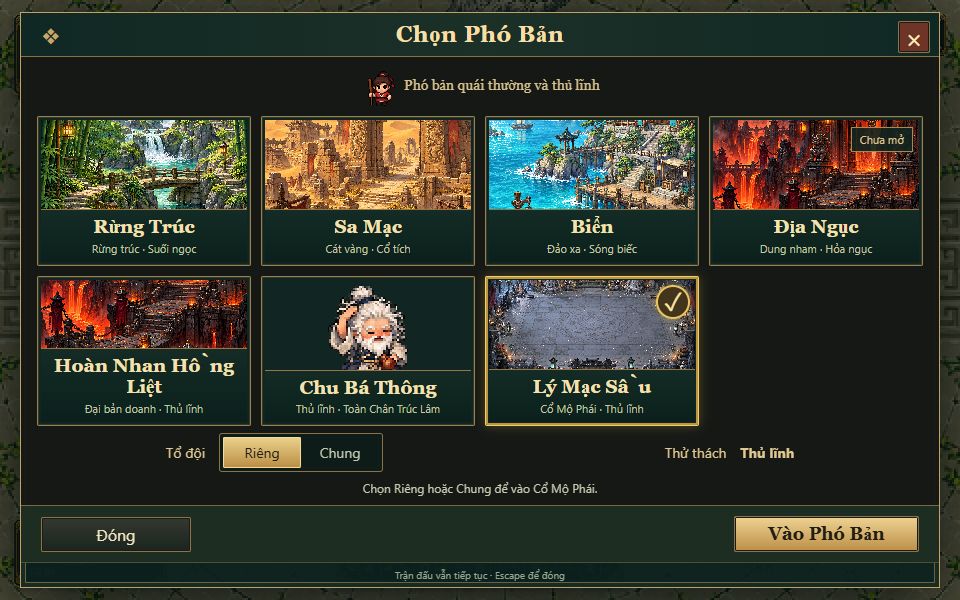 Chọn Phó Bản
Phó bản quái thường và thủ lĩnh
Chưa mở
Rừng Trúc
Rừng trúc · Suối ngọc
Sa Mạc
Cát vàng · Cổ tích
Biển
Đảo xa · Sóng biếc
Địa Ngục
Dung nham · Hỏa ngục
Hoàn Nhan Hồng
Liệt
Đại bản doanh · Thủ lĩnh
Chu Bá Thông
Thủ lĩnh · Toàn Chân Trúc Lâm
Lý Mạc Sầu
Cổ Mộ Phái · Thủ lĩnh
Tổ đội
Riêng
Chung
Thử thách
Thủ lĩnh
Chọn Riêng hoặc Chung để vào Cổ Mộ Phái.
Đóng
Vào Phó Bản
Trận đấu vẫn tiếp tục · Escape để đóng